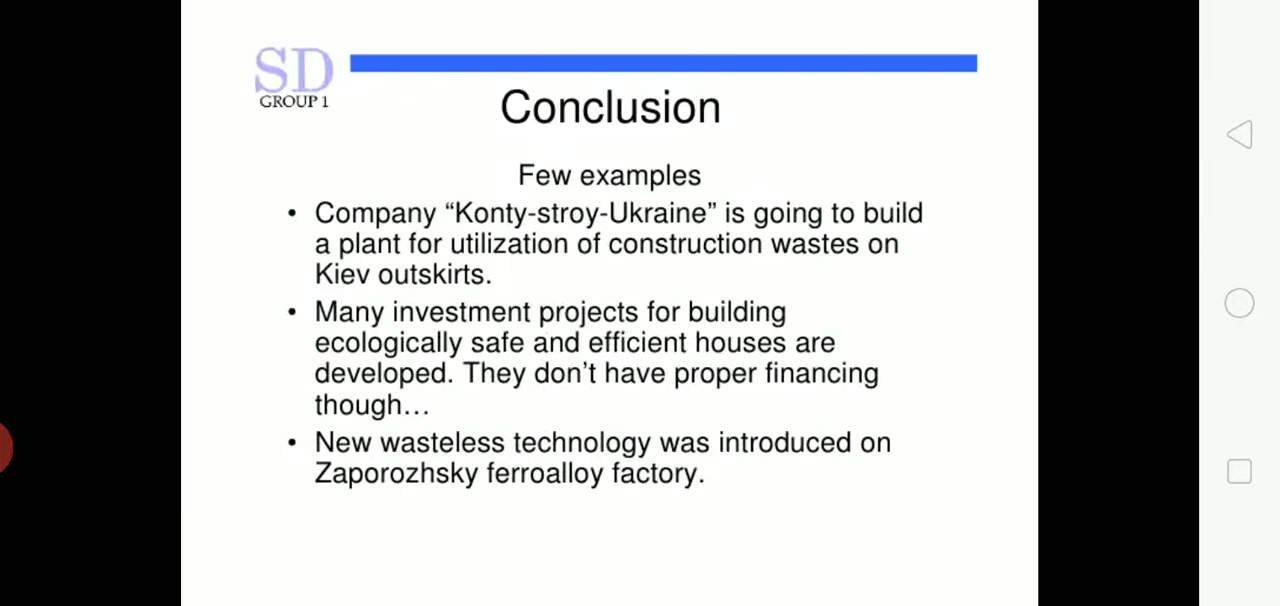 SD
GROUP 1
Conclusion
Few examples
• Company “Konty-stroy-Ukraine” is going to build
a plant for utilization of construction wastes on
Kiev outskirts.
• Many investment projects for building
ecologically safe and efficient houses are
developed. They don’t have proper financing
though…
• New wasteless technology was introduced on
Zaporozhsky ferroalloy factory.